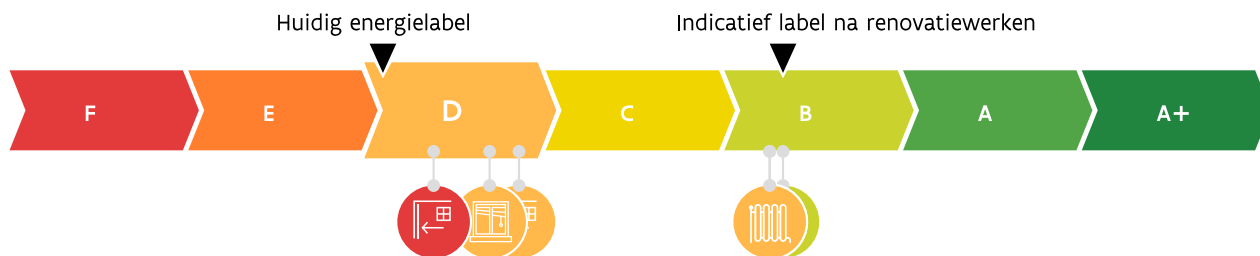 Huidig energielabel
Indicatief label na renovatiewerken
F E D C B A A+